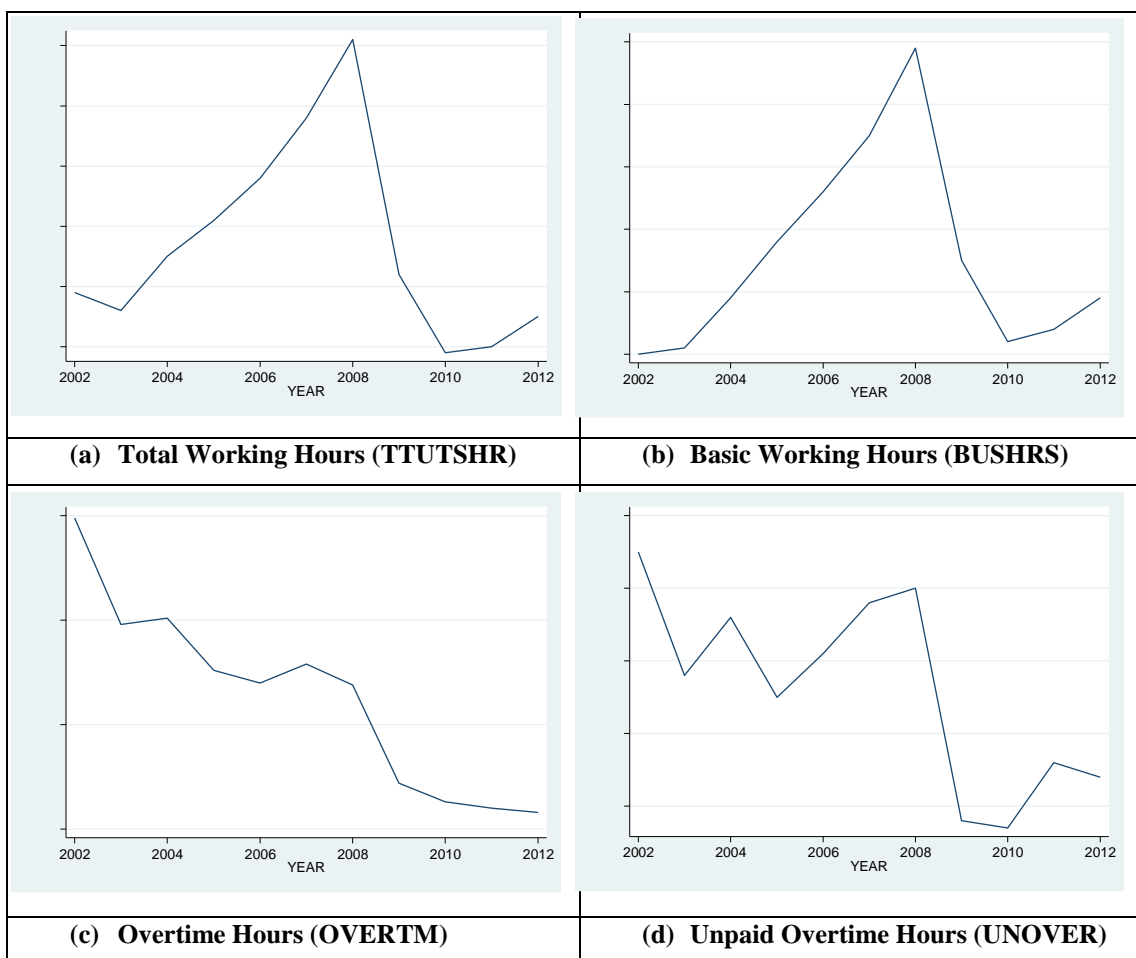 2002 2004 2006 2008 2010 2012
YEAR
2002 2004 2006 2008 2010 2012
YEAR
(a) Total Working Hours (TTUTSHR)
(b) Basic Working Hours (BUSHRS)
2002 2004 2006 2008 2010 2012
YEAR
2002 2004 2006 2008 2010 2012
YEAR
(c) Overtime Hours (OVERTM)
(d) Unpaid Overtime Hours (UNOVER)